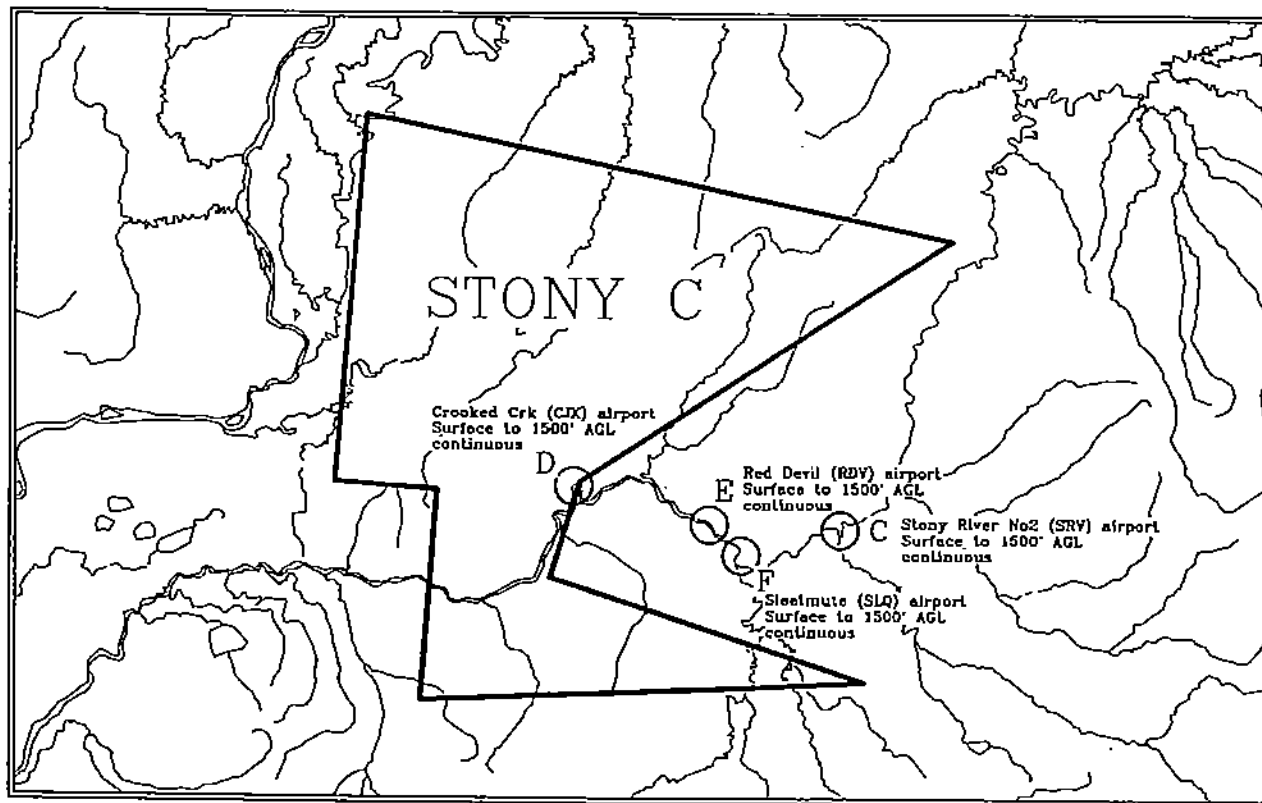 STONY C
Crooked Crk (CJX) airport
Surface to 1500' AGL
continuous
D
E
Red Devil (RDV) airport
Surface to 1500' AGL
continuous
C
Stony River No2 (SRV) airport
Surface to 1500' AGL
continuous
F
Sleetmute (SLQ) airport
Surface to 1500' AGL
continuous